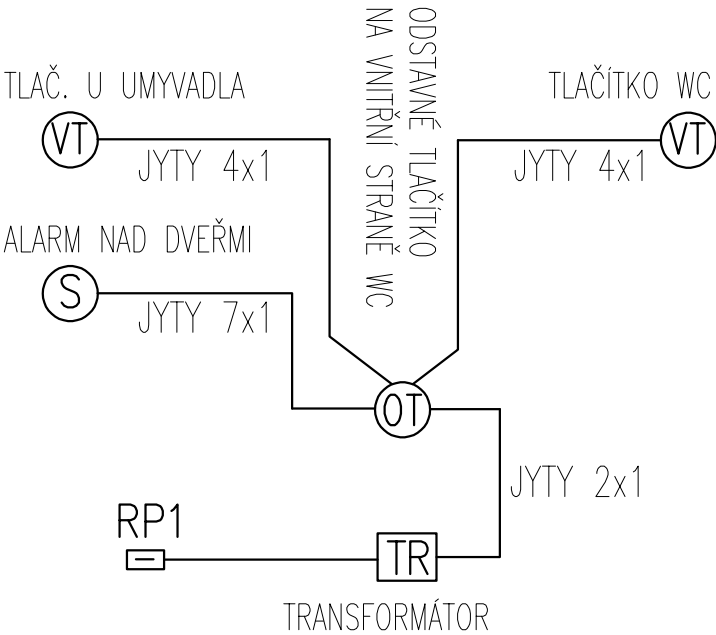 ODSTAVNÉ TLAČÍTKO
NA VNITŘNÍ STRANĚ WC
TLAČ. U UMYVADLA
TLAČÍTKO WC
VT
VT
JYTY 4x1
JYTY 4x1
ALARM NAD DVEŘMI
S
JYTY 7x1
OT
JYTY 2x1
RP1
TR
TRANSFORMÁTOR